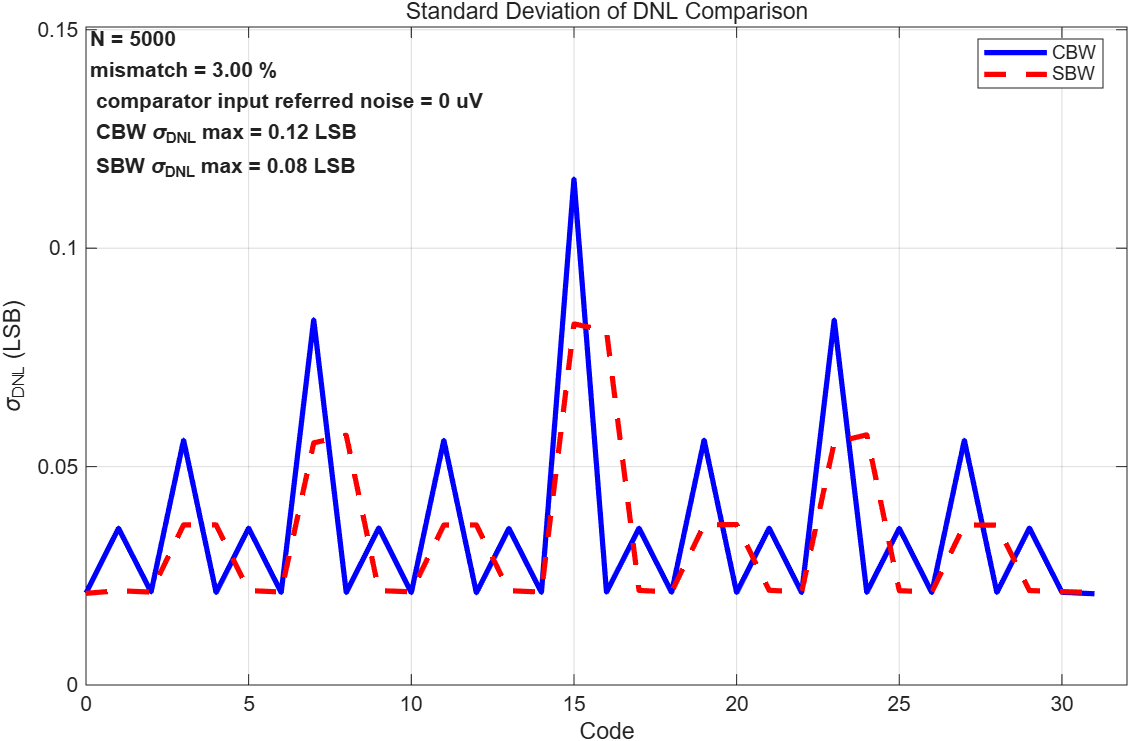 Standard Deviation of DNL Comparison
N = 5000
mismatch = 3.00 %
comparator input referred noise = 0 uV
CBW σDNL max = 0.12 LSB
SBW σDNL max = 0.08 LSB
CBW
SBW
0.15
0.1
0.05
0
σDNL (LSB)
0 5 10 15 20 25 30
Code